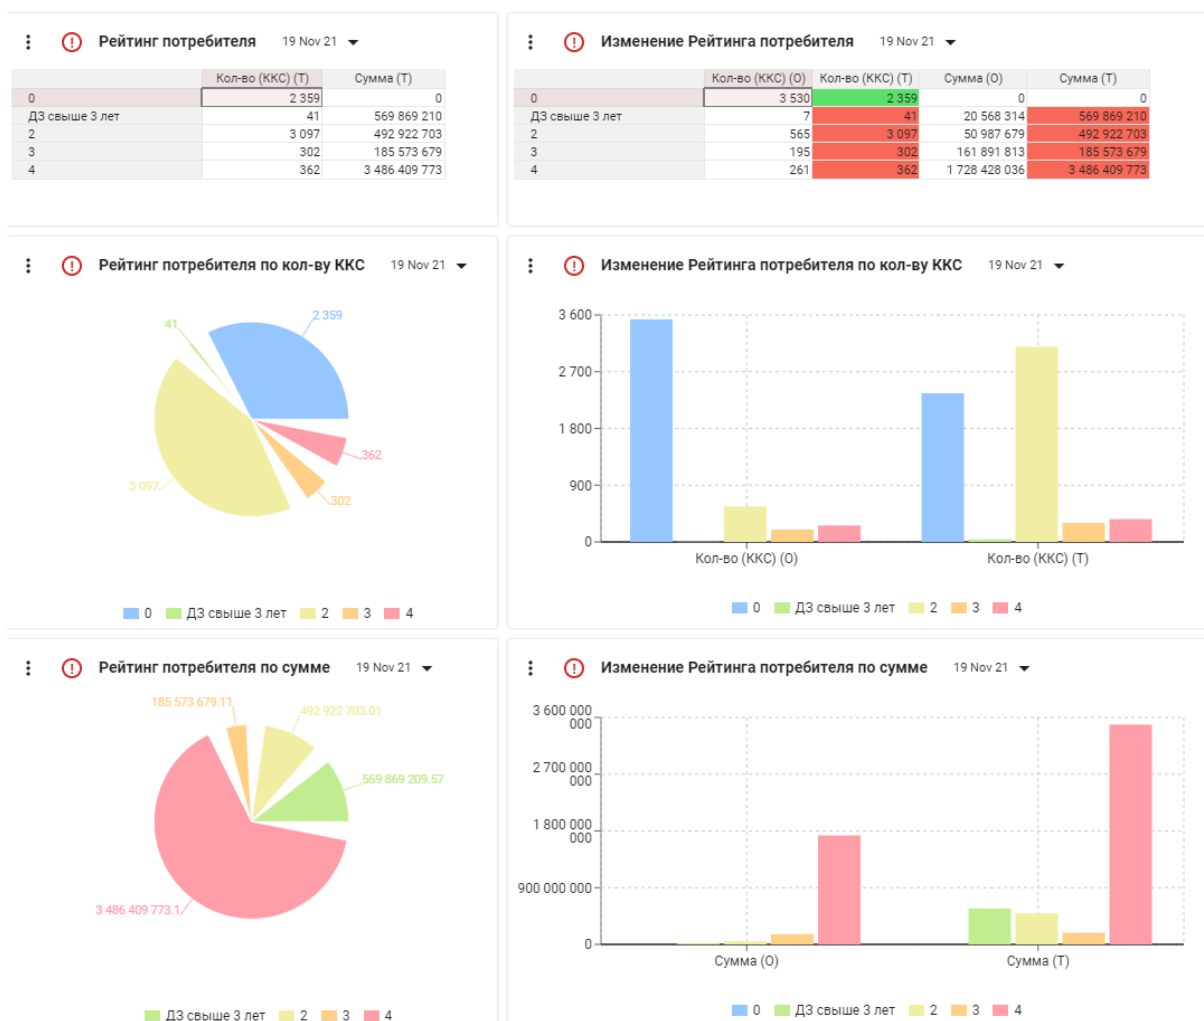 Рейтинг потребителя 19 Nov 21
Кол-во (ККС) (Т) Сумма (Т)
0 2 359 0
ДЗ свыше 3 лет 41 569 869 210
2 3 097 492 922 703
3 302 185 573 679
4 362 3 486 409 773
Изменение Рейтинга потребителя 19 Nov 21
Кол-во (ККС) (О) Кол-во (ККС) (Т) Сумма (О) Сумма (Т)
0 3 530 2 359 0 0
ДЗ свыше 3 лет 7 41 20 568 314 569 869 210
2 565 3 097 50 987 679 492 922 703
3 195 302 161 891 813 185 573 679
4 261 362 1 728 428 036 3 486 409 773
Рейтинг потребителя по кол-ву ККС 19 Nov 21
2 359
41
362
3 097
302
0 ДЗ свыше 3 лет 2 3 4
Изменение Рейтинга потребителя по кол-ву ККС 19 Nov 21
3 600
2 700
1 800
900
0
Кол-во (ККС) (О) Кол-во (ККС) (Т)
0 ДЗ свыше 3 лет 2 3 4
Рейтинг потребителя по сумме 19 Nov 21
185 573 679.11
492 922 703.01
569 869 209.57
3 486 409 773.1
ДЗ свыше 3 лет 2 3 4
Изменение Рейтинга потребителя по сумме 19 Nov 21
3 600 000
000
2 700 000
000
1 800 000
000
900 000 000
0
Сумма (О) Сумма (Т)
0 ДЗ свыше 3 лет 2 3 4